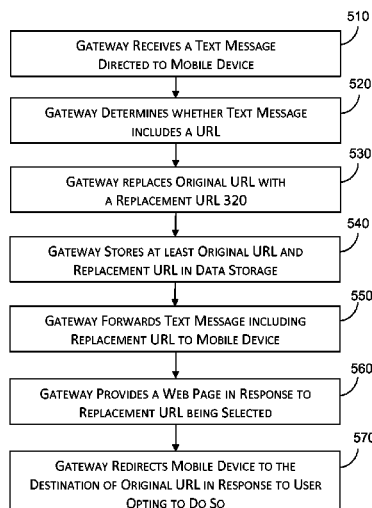 510
GATEWAY RECEIVES A TEXT MESSAGE
DIRECTED TO MOBILE DEVICE
520
GATEWAY DETERMINES WHETHER TEXT MESSAGE
INCLUDES A URL
530
GATEWAY REPLACES ORIGINAL URL WITH
A REPLACEMENT URL 320
540
GATEWAY STORES AT LEAST ORIGINAL URL AND
REPLACEMENT URL IN DATA STORAGE
550
GATEWAY FORWARDS TEXT MESSAGE INCLUDING
REPLACEMENT URL TO MOBILE DEVICE
560
GATEWAY PROVIDES A WEB PAGE IN RESPONSE TO
REPLACEMENT URL BEING SELECTED
570
GATEWAY REDIRECTS MOBILE DEVICE TO THE
DESTINATION OF ORIGINAL URL IN RESPONSE TO USER
OPTING TO DO SO